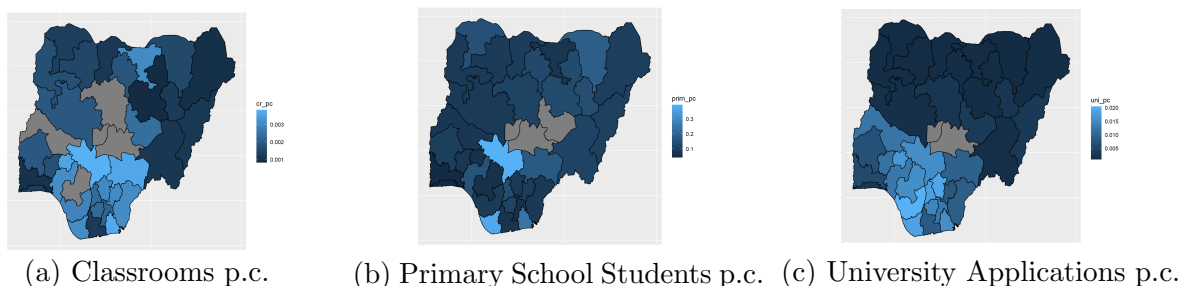 cr_pc
0.003
0.002
0.001
prim_pc
0.3
0.2
0.1
uni_pc
0.020
0.015
0.010
0.005
(a) Classrooms p.c.
(b) Primary School Students p.c.
(c) University Applications p.c.